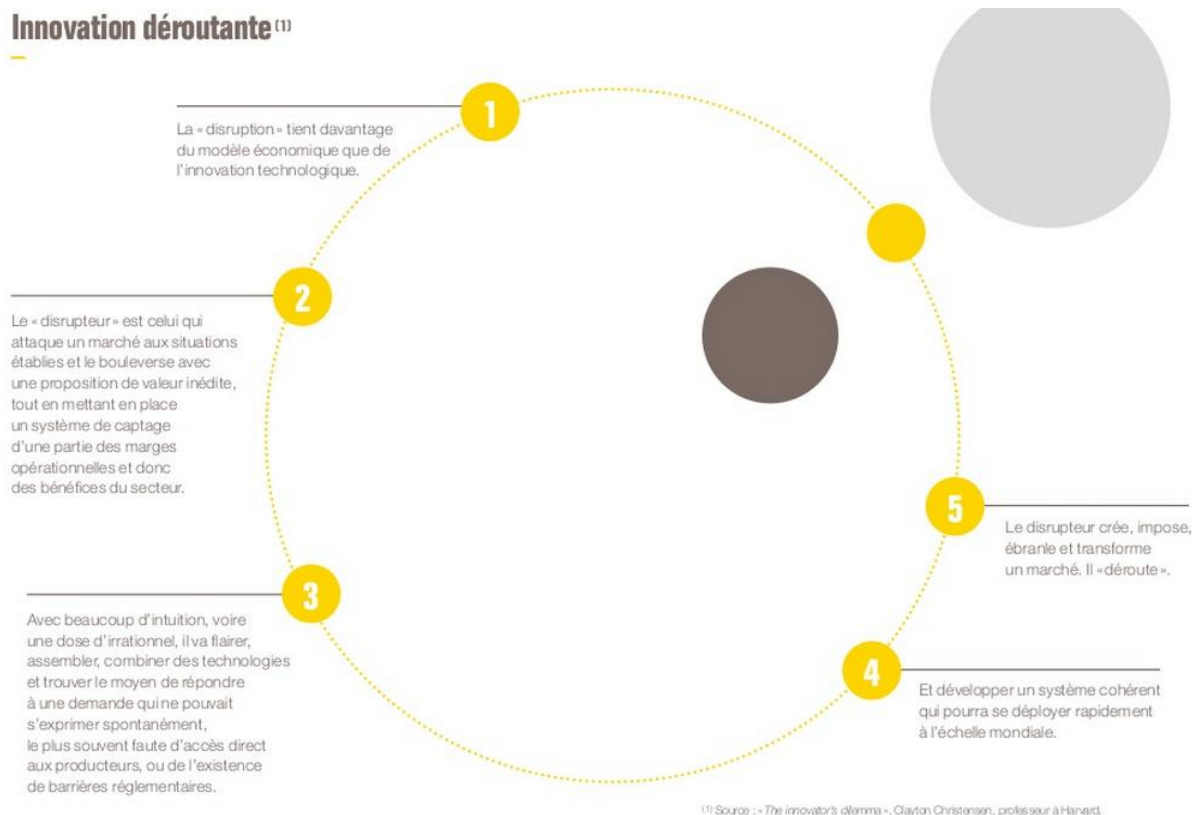 Innovation déroutante (1)
1
La « disruption » tient davantage
du modèle économique que de
l'innovation technologique.
2
Le « disrupteur » est celui qui
attaque un marché aux situations
établies et le bouleverse avec
une proposition de valeur inédite,
tout en mettant en place
un système de captage
d'une partie des marges
opérationnelles et donc
des bénéfices du secteur.
3
Avec beaucoup d'intuition, voire
une dose d'irrationnel, il va flairer,
assembler, combiner des technologies
et trouver le moyen de répondre
à une demande qui ne pouvait
s'exprimer spontanément,
le plus souvent faute d'accès direct
aux producteurs, ou de l'existence
de barrières réglementaires.
4
Et développer un système cohérent
qui pourra se déployer rapidement
à l'échelle mondiale.
5
Le disrupteur crée, impose,
ébranle et transforme
un marché. Il « déroute ».
(1) Source : « The innovator's dilemma », Clayton Christensen, professeur à Harvard.